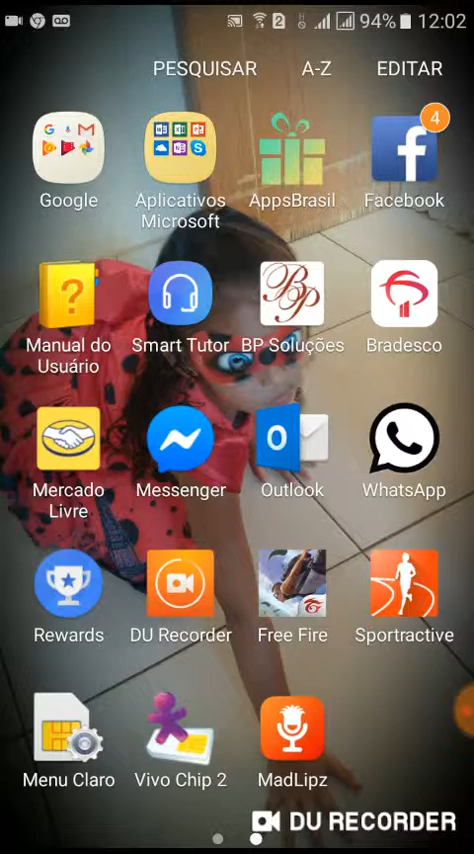 94% 12:02
PESQUISAR A-Z EDITAR
4
Google Aplicativos Microsoft AppsBrasil Facebook
Manual do Usuário Smart Tutor BP Soluções Bradesco
Mercado Livre Messenger Outlook WhatsApp
Rewards DU Recorder Free Fire Sportractive
Menu Claro Vivo Chip 2 MadLipz
DU RECORDER